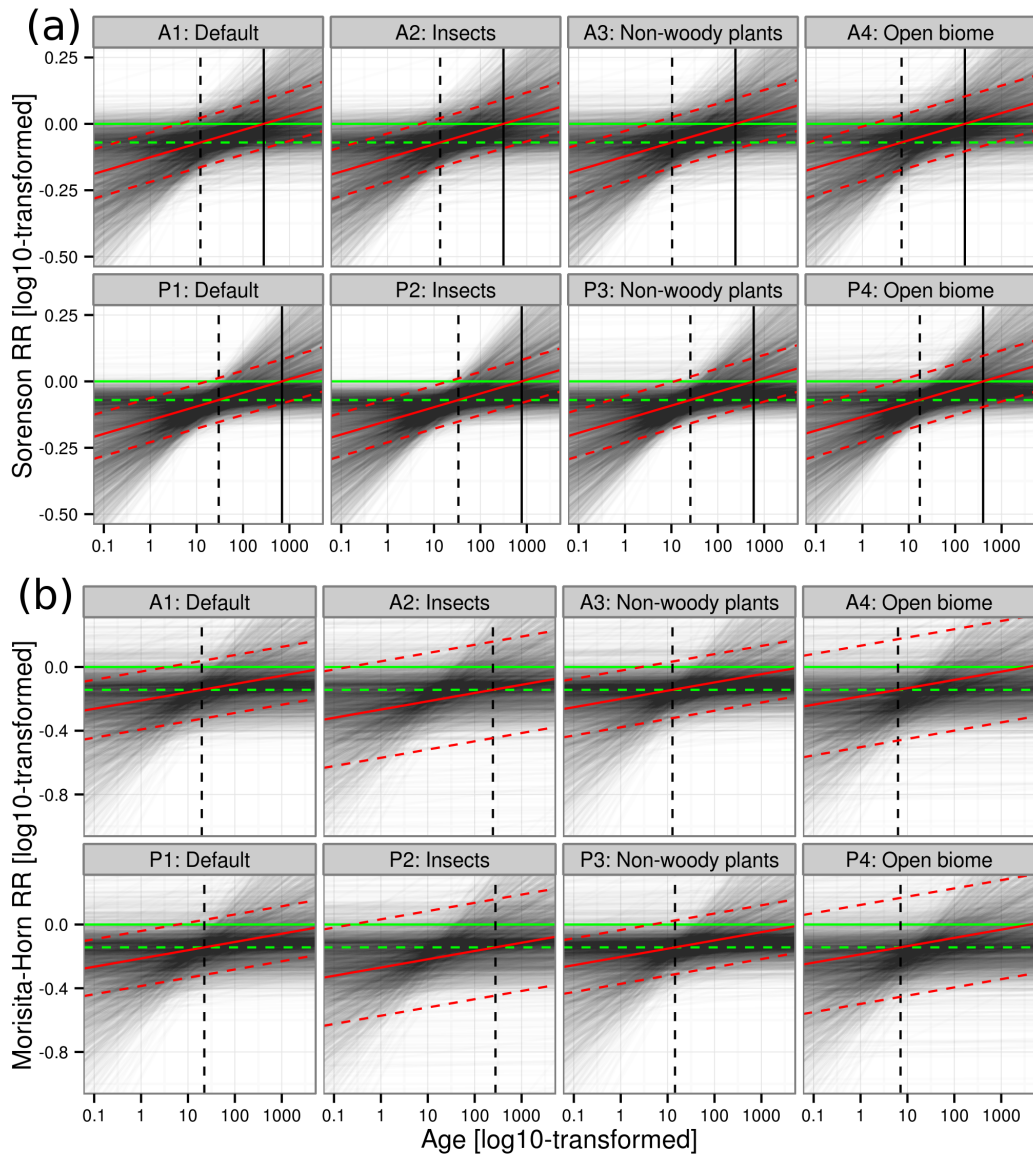 (a)
A1: Default
A2: Insects
A3: Non-woody plants
A4: Open biome
0.25
0.00
-0.25
-0.50
P1: Default
P2: Insects
P3: Non-woody plants
P4: Open biome
0.25
0.00
-0.25
-0.50
Sorenson RR [log10-transformed]
0.1 1 10 100 1000
0.1 1 10 100 1000
0.1 1 10 100 1000
0.1 1 10 100 1000
(b)
A1: Default
A2: Insects
A3: Non-woody plants
A4: Open biome
0.0
-0.4
-0.8
P1: Default
P2: Insects
P3: Non-woody plants
P4: Open biome
0.0
-0.4
-0.8
Morisita-Horn RR [log10-transformed]
0.1 1 10 100 1000
0.1 1 10 100 1000
0.1 1 10 100 1000
0.1 1 10 100 1000
Age [log10-transformed]